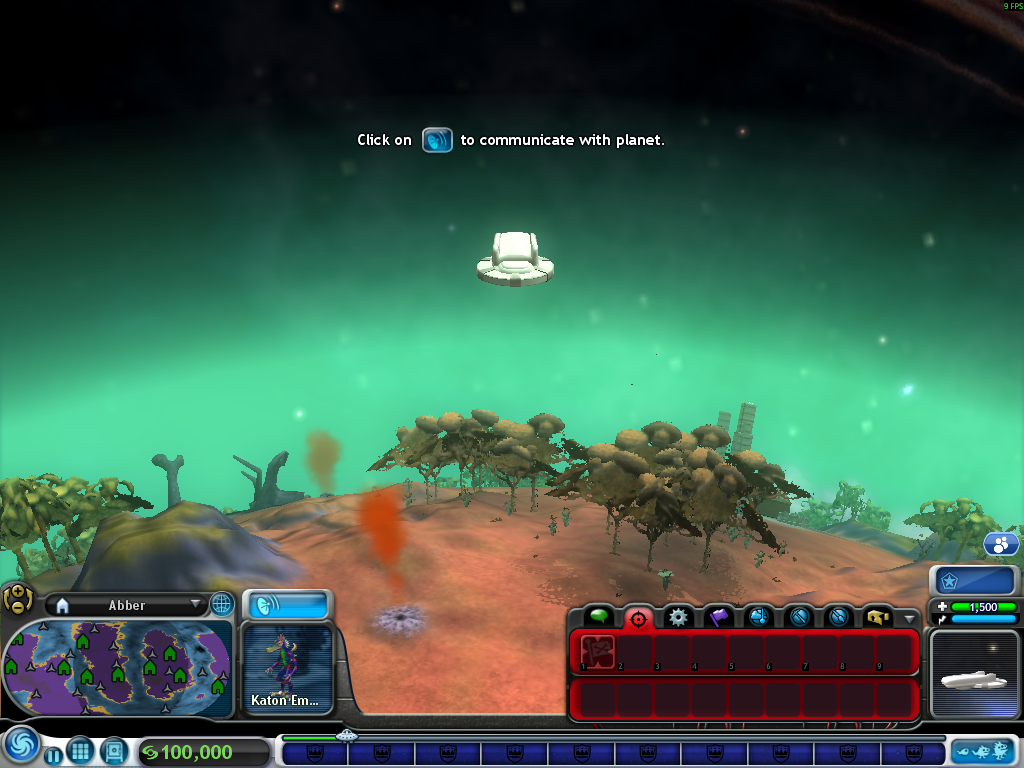 9 FPS
Click on to communicate with planet.
Abber
Katon Em...
1 2 3 4 5 6 7 8 9
1,500
100,000